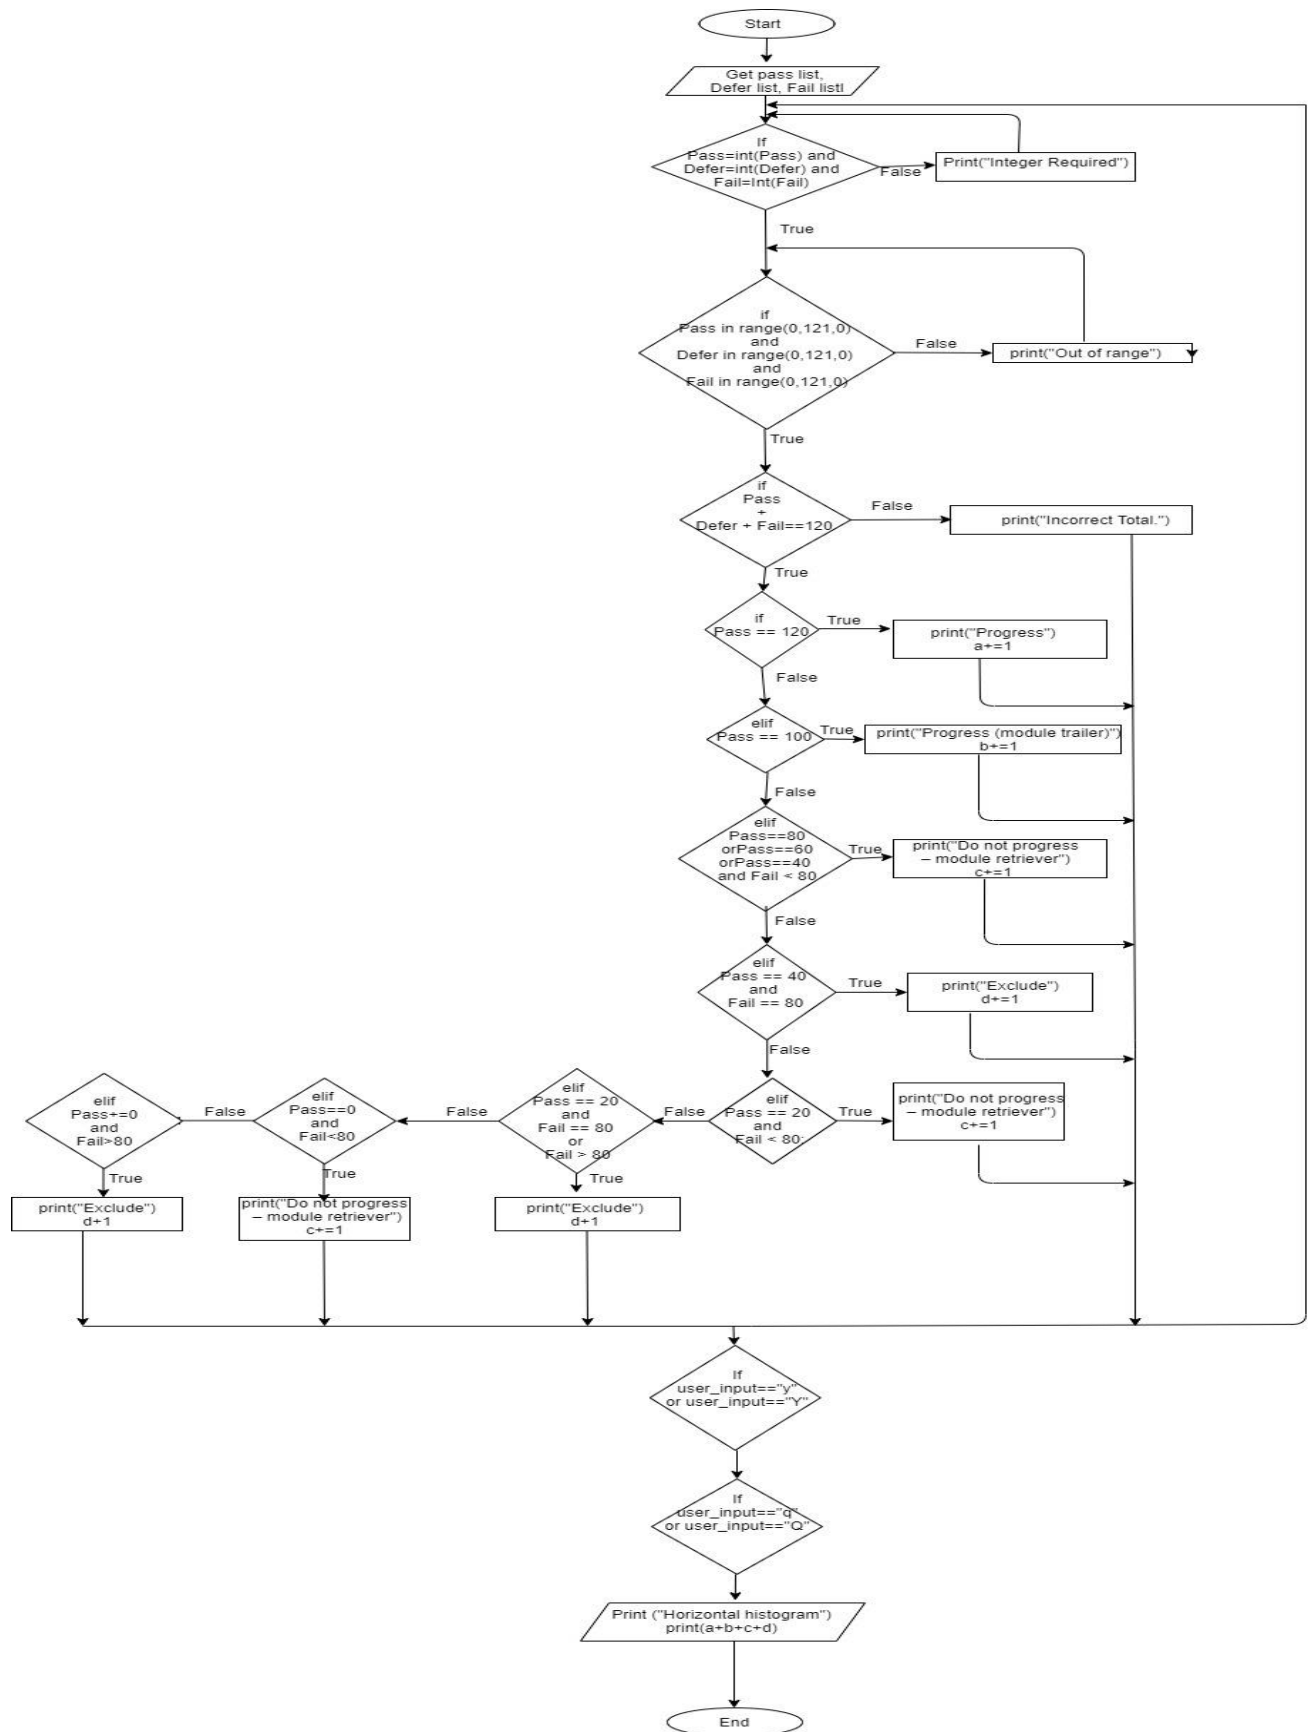 Start
Get pass list,
Defer list, Fail listl
If
Pass=int(Pass) and
Defer=int(Defer) and
Fail=Int(Fail)
False
Print("Integer Required")
True
if
Pass in range(0,121,0)
and
Defer in range(0,121,0)
and
Fail in range(0,121,0)
False
print("Out of range")
True
if
Pass
+
Defer + Fail==120
False
print("Incorrect Total.")
True
if
Pass == 120
True
print("Progress")
a+=1
False
elif
Pass == 100
True
print("Progress (module trailer)")
b+=1
False
elif
Pass==80
orPass==60
orPass==40
and Fail < 80
True
print("Do not progress
– module retriever")
c+=1
False
elif
Pass == 40
and
Fail == 80
True
print("Exclude")
d+=1
False
elif
Pass == 20
and
Fail < 80:
True
print("Do not progress
– module retriever")
c+=1
False
elif
Pass == 20
and
Fail == 80
or
Fail > 80
True
print("Exclude")
d+1
False
elif
Pass==0
and
Fail<80
True
print("Do not progress
– module retriever")
c+=1
False
elif
Pass+=0
and
Fail>80
True
print("Exclude")
d+1
If
user_input=="y"
or user_input=="Y"
If
user_input=="q"
or user_input=="Q"
Print ("Horizontal histogram")
print(a+b+c+d)
End